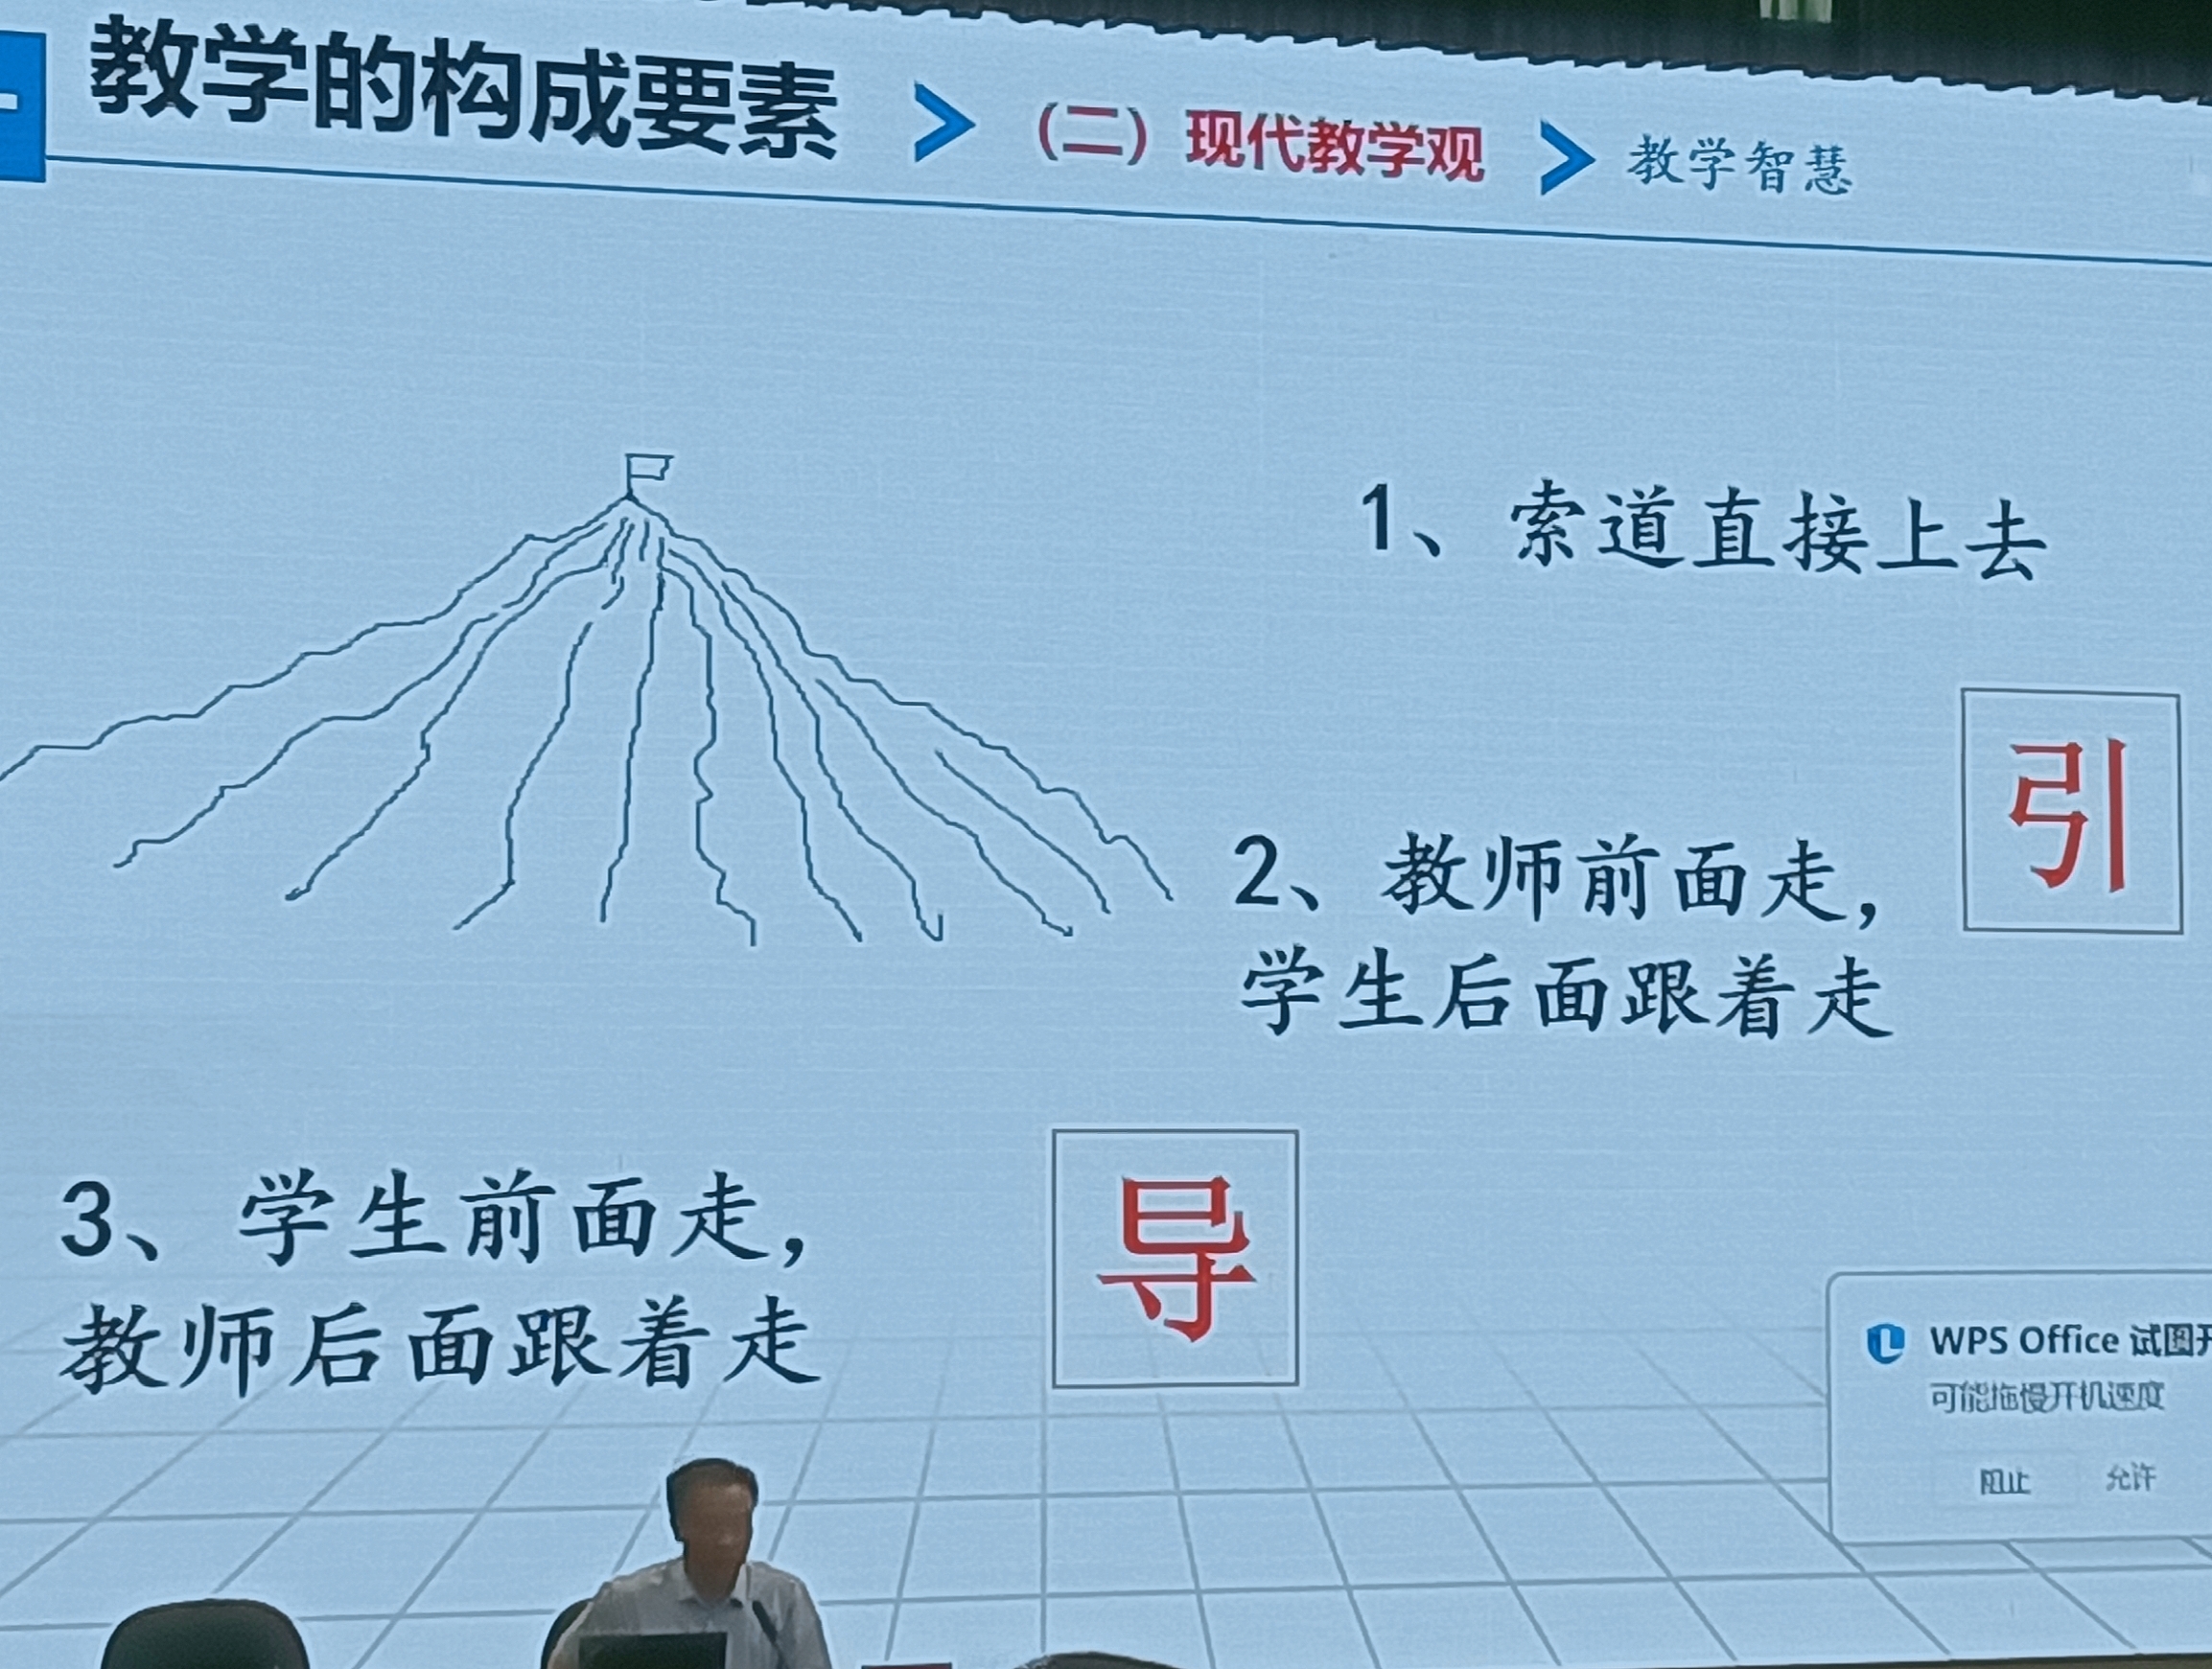 教学的构成要素 > （二）现代教学观 > 教学智慧
1、索道直接上去
引
2、教师前面走，
学生后面跟着走
3、学生前面走，
教师后面跟着走
导
WPS Office 试图开
可能拖慢开机速度
阻止 允许